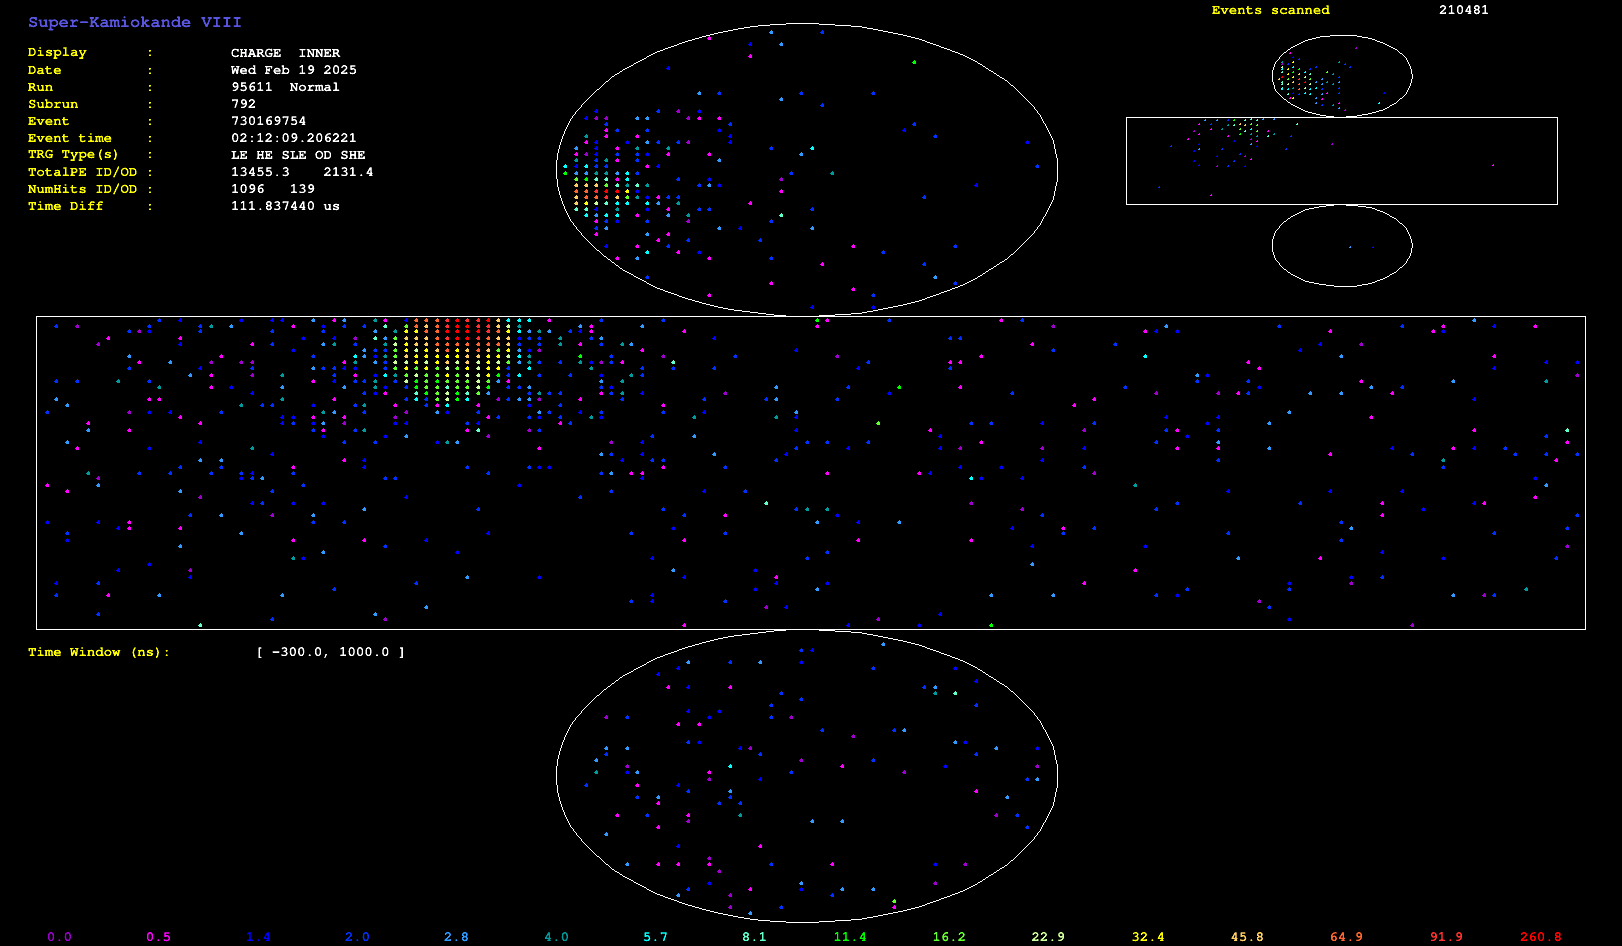 Super-Kamiokande VIII
Events scanned 210481
Display : CHARGE INNER
Date : Wed Feb 19 2025
Run : 95611 Normal
Subrun : 792
Event : 730169754
Event time : 02:12:09.206221
TRG Type(s) : LE HE SLE OD SHE
TotalPE ID/OD : 13455.3 2131.4
NumHits ID/OD : 1096 139
Time Diff : 111.837440 us
Time Window (ns): [ -300.0, 1000.0 ]
0.0 0.5 1.4 2.0 2.8 4.0 5.7 8.1 11.4 16.2 22.9 32.4 45.8 64.9 91.9 260.8